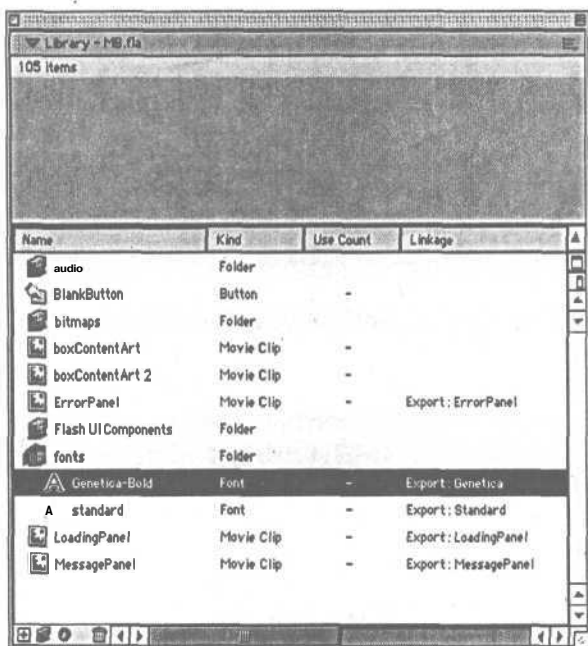 Library - MB.fla
105 items
Name Kind Use Count Linkage
audio Folder
BlankButton Button -
bitmaps Folder
boxContentArt Movie Clip -
boxContentArt 2 Movie Clip -
ErrorPanel Movie Clip - Export: ErrorPanel
Flash UI Components Folder
fonts Folder
Genetica-Bold Font - Export: Genetica
A standard Font - Export: Standard
LoadingPanel Movie Clip - Export: LoadingPanel
MessagePanel Movie Clip - Export: MessagePanel